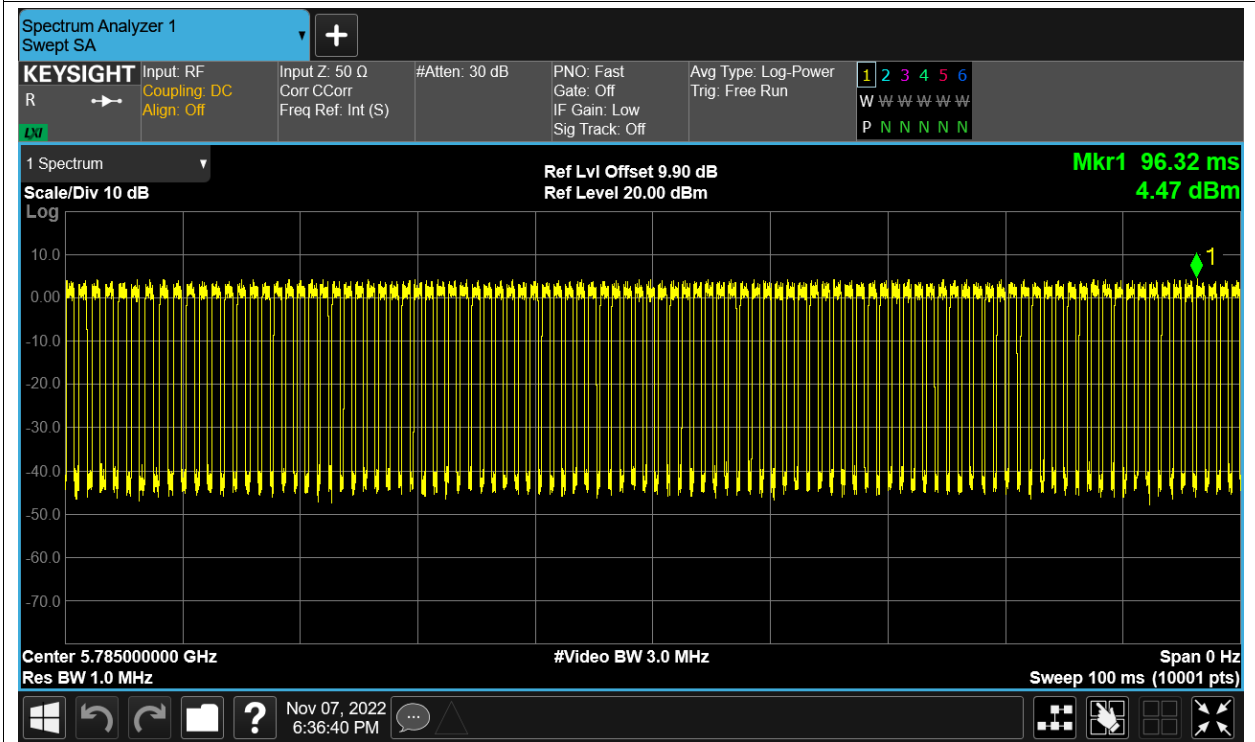 Spectrum Analyzer 1
Swept SA
+
KEYSIGHT
R
LXI
Input: RF
Coupling: DC
Align: Off
Input Z: 50 Ω
Corr CCorr
Freq Ref: Int (S)
#Atten: 30 dB
PNO: Fast
Gate: Off
IF Gain: Low
Sig Track: Off
Avg Type: Log-Power
Trig: Free Run
1 2 3 4 5 6
W W W W W W
P N N N N N
1 Spectrum
Scale/Div 10 dB
Ref Lvl Offset 9.90 dB
Ref Level 20.00 dBm
Mkr1 96.32 ms
4.47 dBm
Log
1
10.0
0.00
-10.0
-20.0
-30.0
-40.0
-50.0
-60.0
-70.0
Center 5.785000000 GHz
Res BW 1.0 MHz
#Video BW 3.0 MHz
Span 0 Hz
Sweep 100 ms (10001 pts)
?
Nov 07, 2022
6:36:40 PM